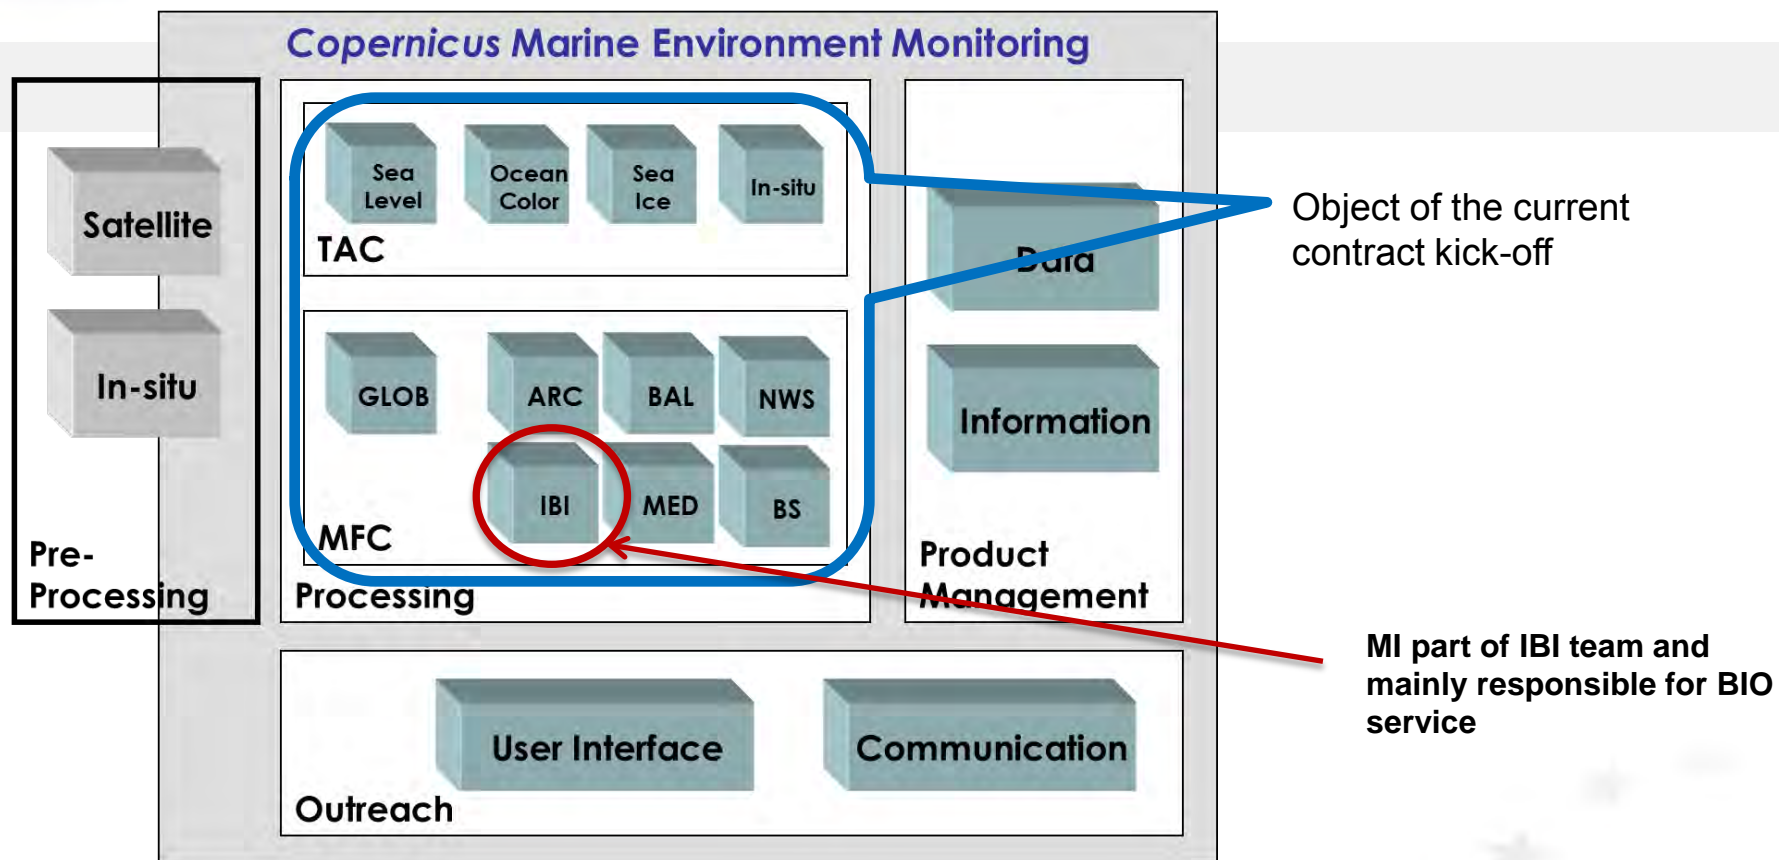 Copernicus Marine Environment Monitoring
Satellite
In-situ
Pre-
Processing
Sea
Level
Ocean
Color
Sea
Ice
In-situ
TAC
GLOB
ARC
BAL
NWS
IBI
MED
BS
MFC
Processing
Data
Information
Product
Management
Object of the current
contract kick-off
MI part of IBI team and
mainly responsible for BIO
service
User Interface
Communication
Outreach